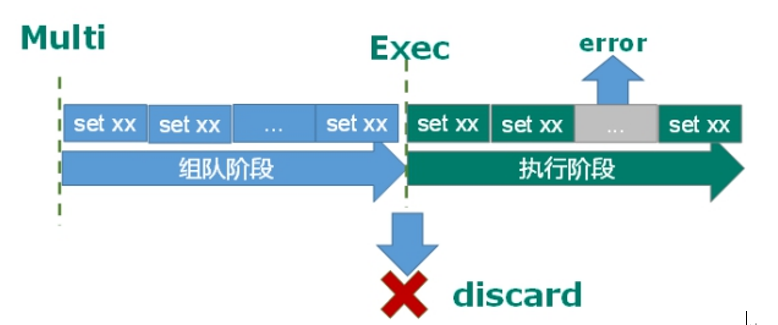 Multi
Exec
error
set xx set xx ... set xx set xx set xx ... set xx
组队阶段 执行阶段
discard